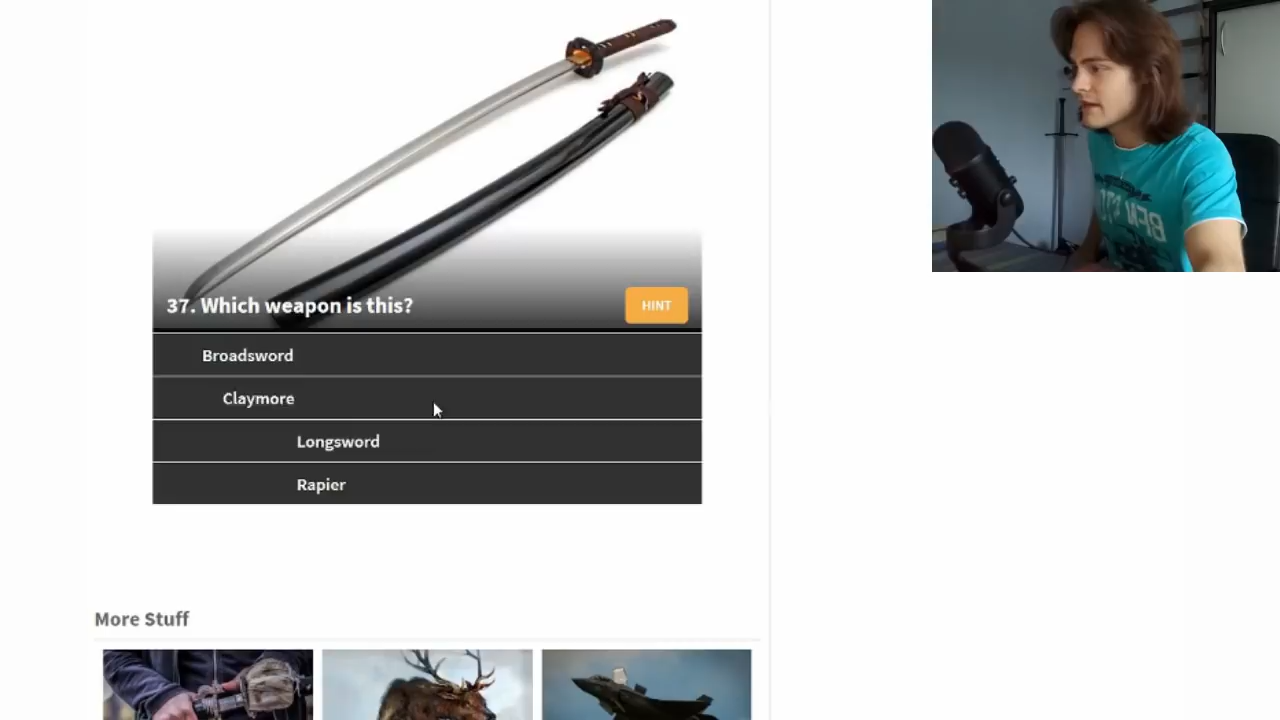 37. Which weapon is this?
HINT
Broadsword
Claymore
Longsword
Rapier
More Stuff